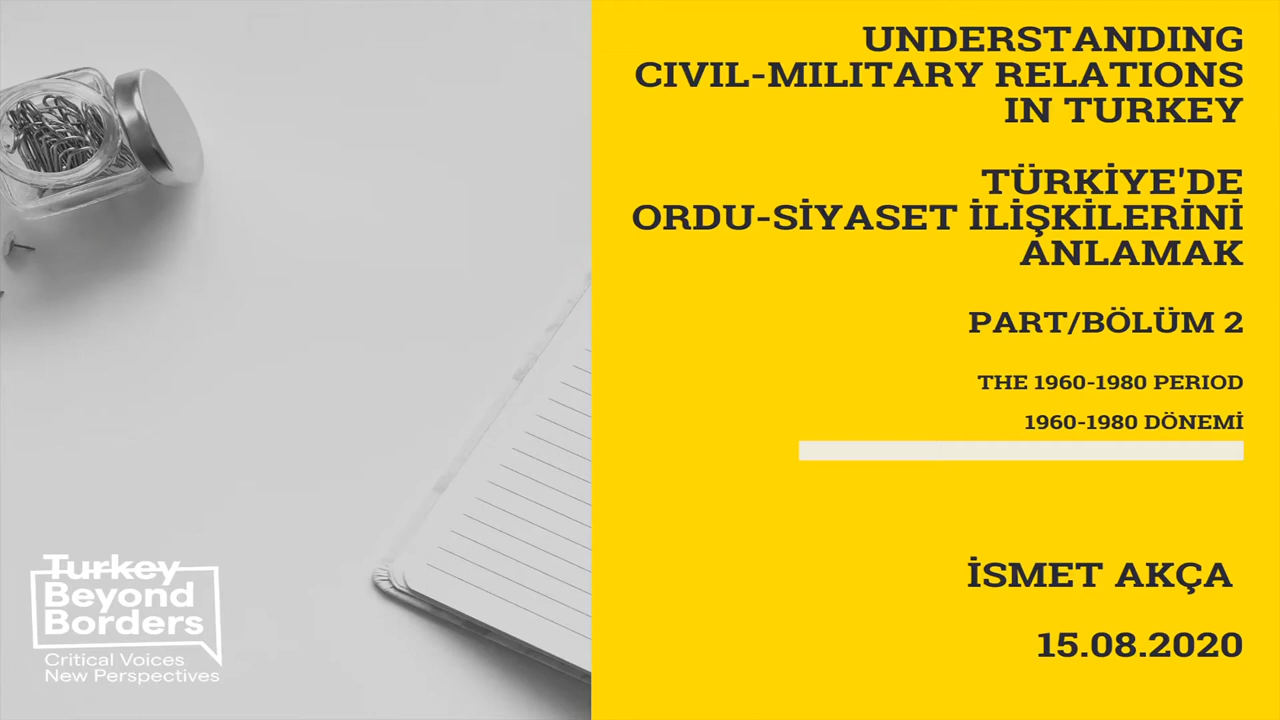 UNDERSTANDING
CIVIL-MILITARY RELATIONS
IN TURKEY
TÜRKİYE'DE
ORDU-SİYASET İLİŞKİLERİNİ
ANLAMAK
PART/BÖLÜM 2
THE 1960-1980 PERIOD
1960-1980 DÖNEMİ
İSMET AKÇA
15.08.2020
Turkey
Beyond
Borders
Critical Voices
New Perspectives